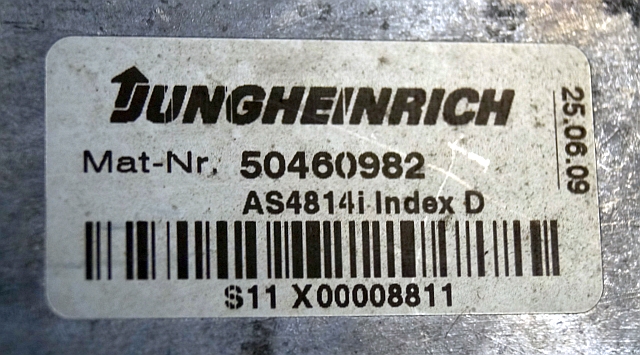 JUNGHEINRICH
Mat-Nr. 50460982
AS4814i Index D
S11 X00008811
25.06.09